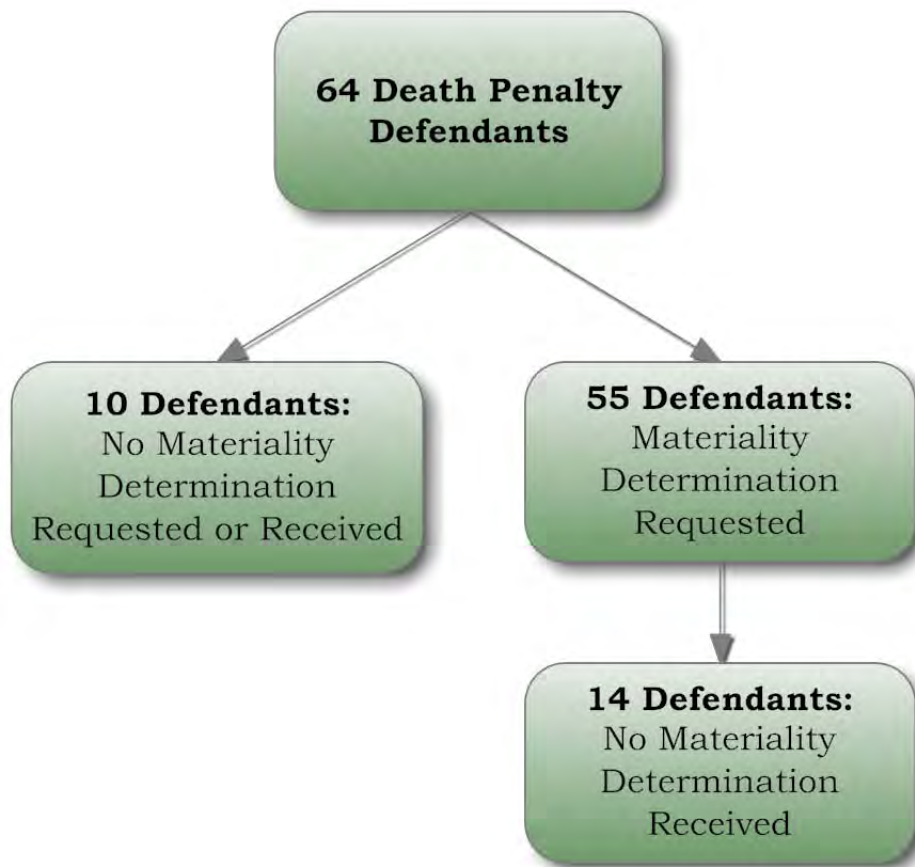 64 Death Penalty
Defendants
10 Defendants:
No Materiality
Determination
Requested or Received
55 Defendants:
Materiality
Determination
Requested
14 Defendants:
No Materiality
Determination
Received